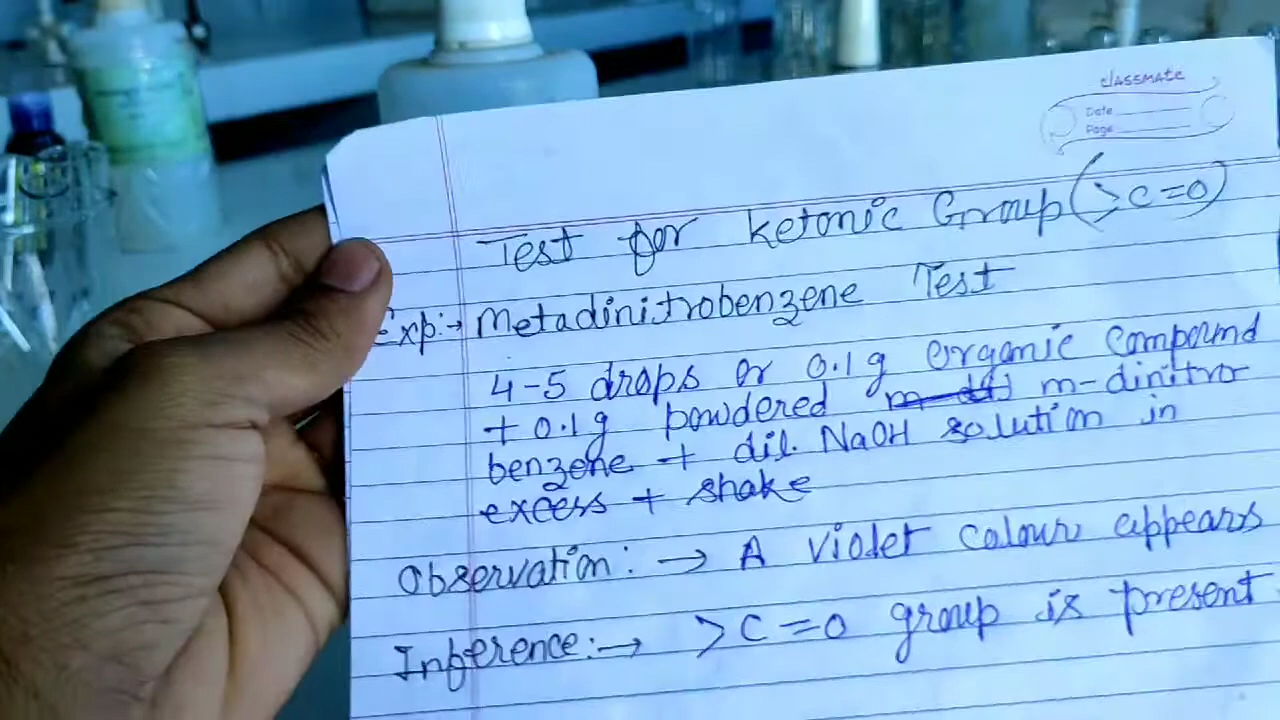 classmate
Date
Page
Test for Ketonic Group (>C=O)
Exp:→ Metadinitrobenzene Test
4-5 drops or 0.1g organic compound
+ 0.1g powdered m-dinitro
benzene + dil. NaOH solution in
excess + shake
Observation:→ A violet colour appears
Inference:→ >C=O group is present.